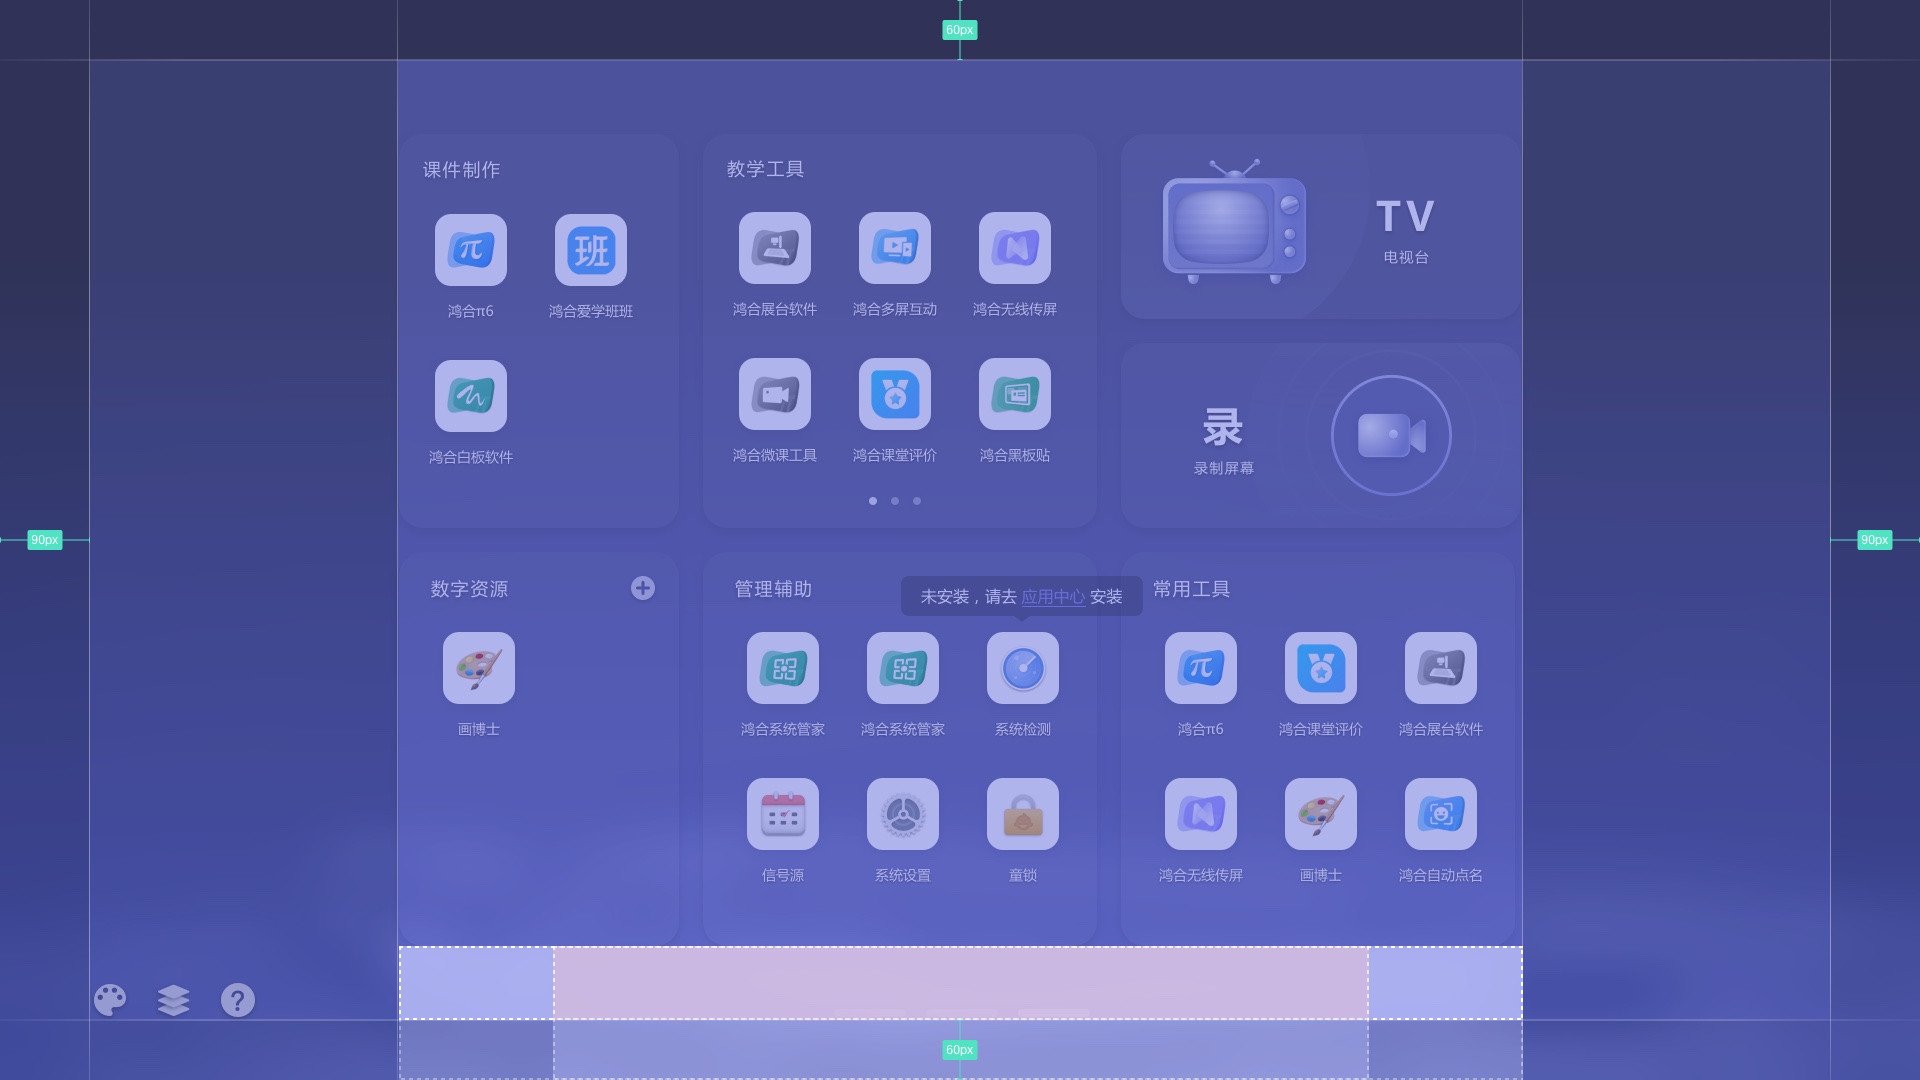 60px
课件制作
鸿合π6
鸿合爱学班班
鸿合白板软件
教学工具
鸿合展台软件
鸿合多屏互动
鸿合无线传屏
鸿合微课工具
鸿合课堂评价
鸿合黑板贴
TV
电视台
录
录制屏幕
90px
90px
数字资源
画博士
管理辅助
未安装，请去 应用中心 安装
鸿合系统管家
鸿合系统管家
系统检测
信号源
系统设置
童锁
常用工具
鸿合π6
鸿合课堂评价
鸿合展台软件
鸿合无线传屏
画博士
鸿合自动点名
60px
班